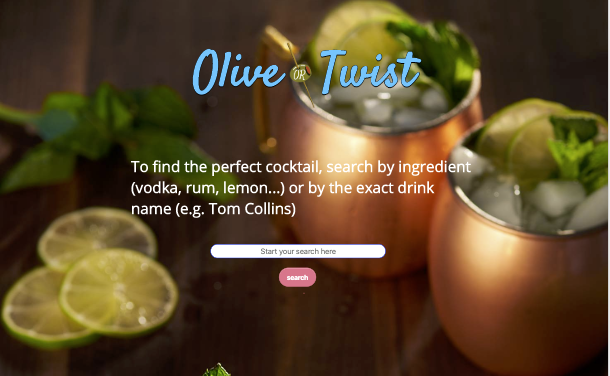 Olive OR Twist
To find the perfect cocktail, search by ingredient
(vodka, rum, lemon...) or by the exact drink
name (e.g. Tom Collins)
Start your search here
search